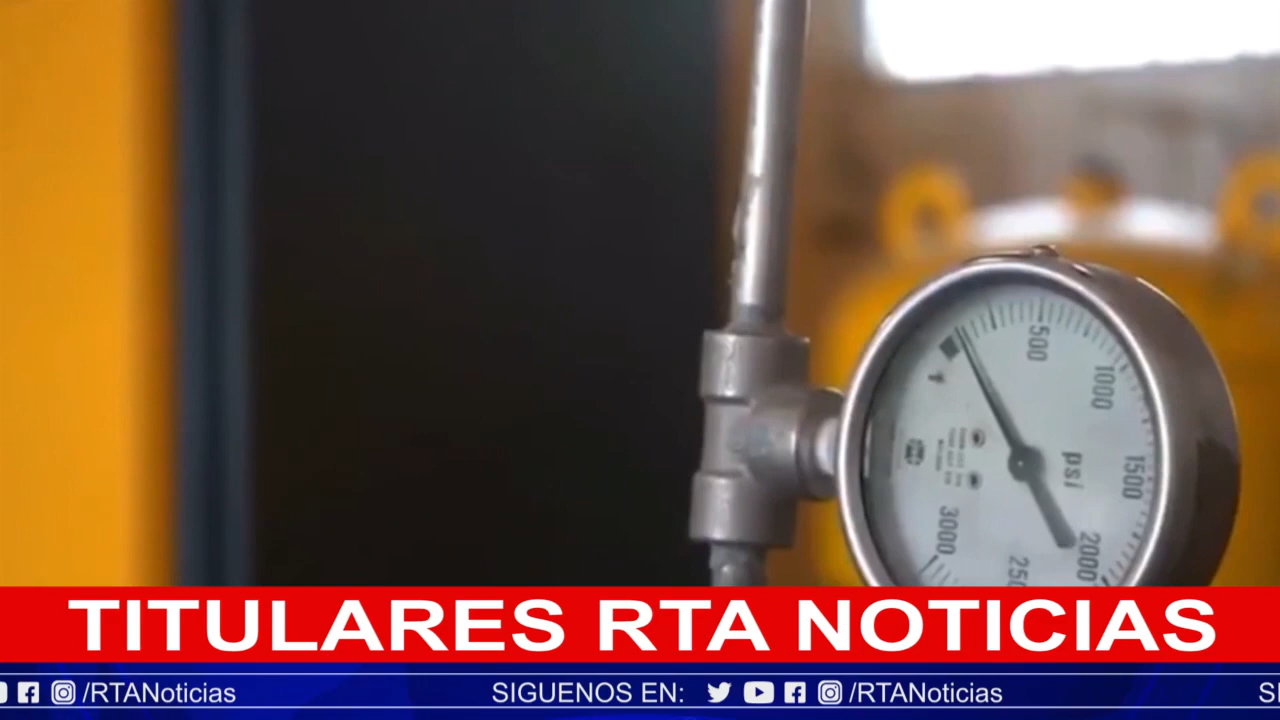 500
1000
psi
1500
3000
2000
TITULARES RTA NOTICIAS
/RTANoticias SIGUENOS EN: /RTANoticias